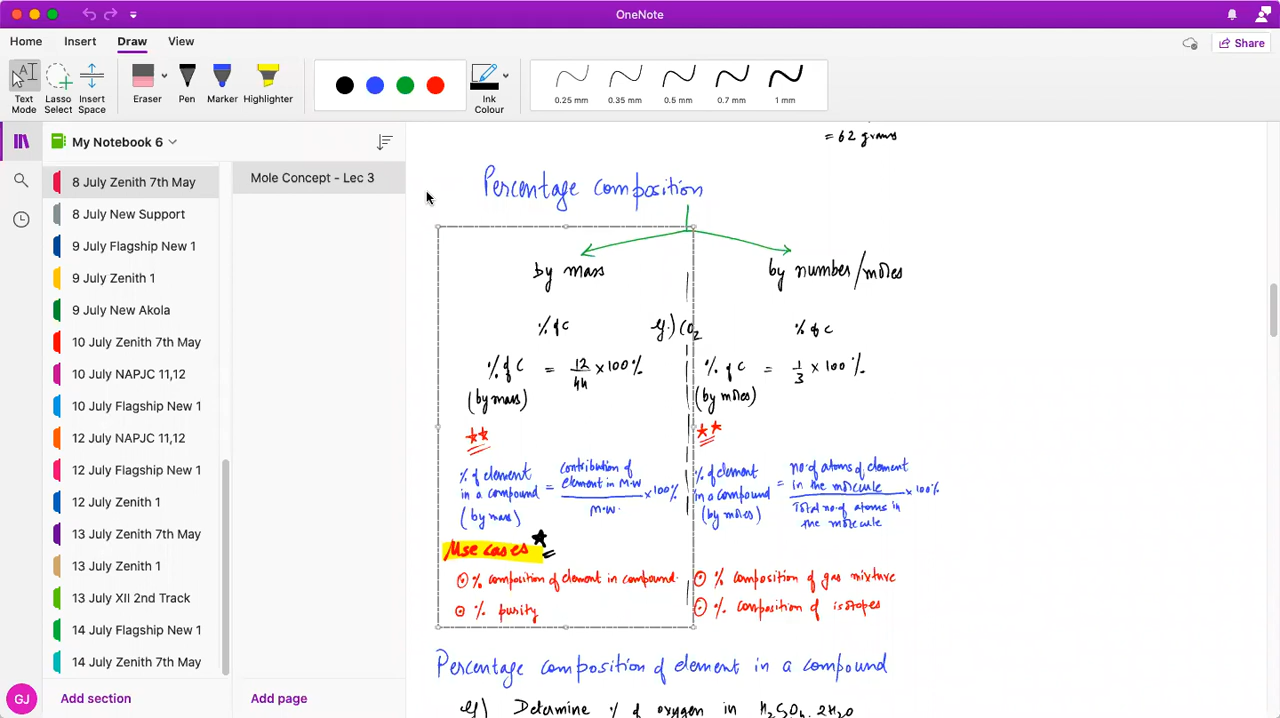 OneNote
Home Insert Draw View
Share
Text Mode
Lasso Select
Insert Space
Eraser
Pen
Marker
Highlighter
Ink Colour
0.25 mm 0.35 mm 0.5 mm 0.7 mm 1 mm
My Notebook 6
8 July Zenith 7th May
8 July New Support
9 July Flagship New 1
9 July Zenith 1
9 July New Akola
10 July Zenith 7th May
10 July NAPJC 11,12
10 July Flagship New 1
12 July NAPJC 11,12
12 July Flagship New 1
12 July Zenith 1
13 July Zenith 7th May
13 July Zenith 1
13 July XII 2nd Track
14 July Flagship New 1
14 July Zenith 7th May
GJ
Add section
Mole Concept - Lec 3
Add page
= 62 grams
Percentage composition
by mass by number/moles
% of C eg.) CO2 % of C
% of C (by mass) = 12/44 × 100 % % of C (by moles) = 1/3 × 100 %
** **
% of element in a compound (by mass) = contribution of element in M.W / M.W. × 100%
% of element in a compound (by moles) = no. of atoms of element in the molecule / Total no. of atoms in the molecule × 100%
Use cases
% composition of element in compound. % composition of gas mixture
% purity % composition of isotopes
Percentage composition of element in a compound
eg) Determine % of oxygen in H2SO4.2H2O